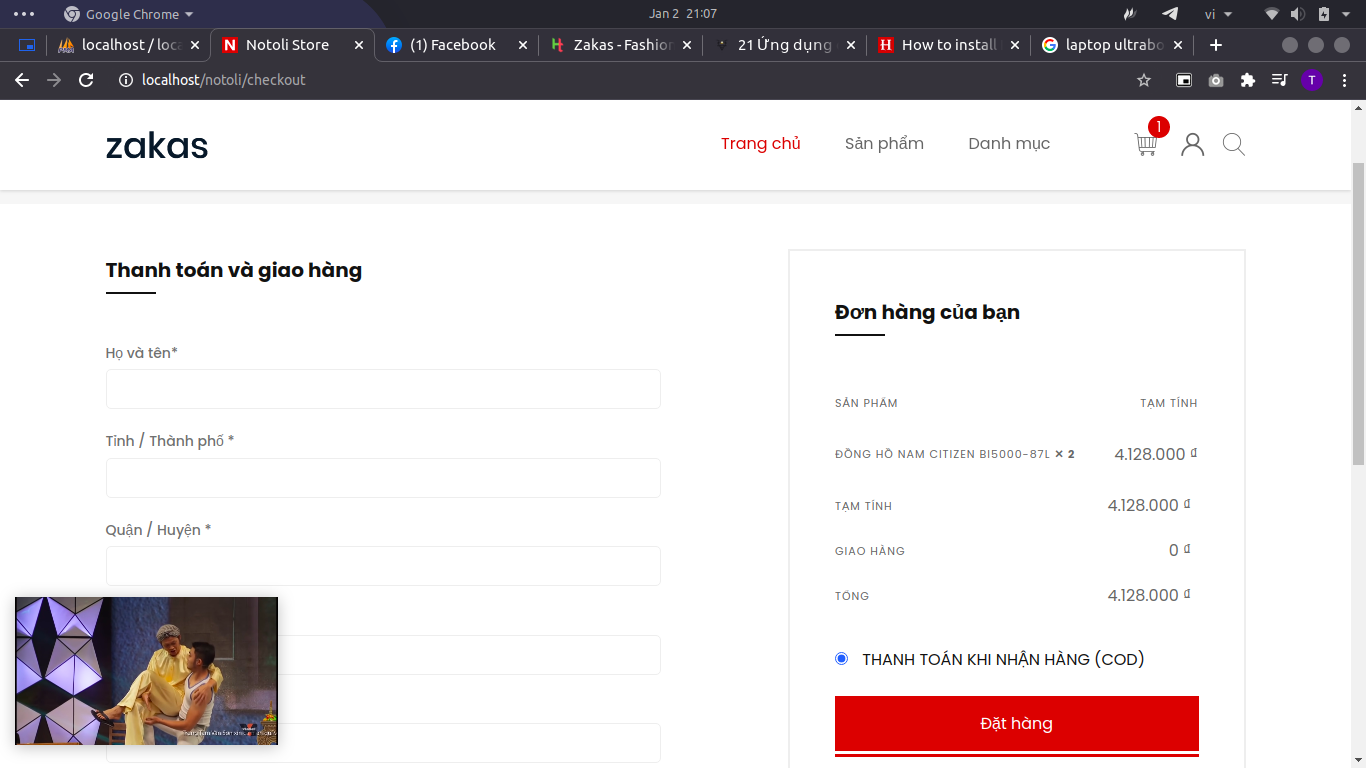 Google Chrome
Jan 2 21:07
vi
localhost / loca
Notoli Store
(1) Facebook
Zakas - Fashion
21 Ứng dụng
How to install
laptop ultrabo
localhost/notoli/checkout
T
zakas
Trang chủ
Sản phẩm
Danh mục
1
Thanh toán và giao hàng
Họ và tên*
Tỉnh / Thành phố *
Quận / Huyện *
Đơn hàng của bạn
SẢN PHẨM TẠM TÍNH
ĐỒNG HỒ NAM CITIZEN BI5000-87L × 2 4.128.000 ₫
TẠM TÍNH 4.128.000 ₫
GIAO HÀNG 0 ₫
TỔNG 4.128.000 ₫
THANH TOÁN KHI NHẬN HÀNG (COD)
Đặt hàng